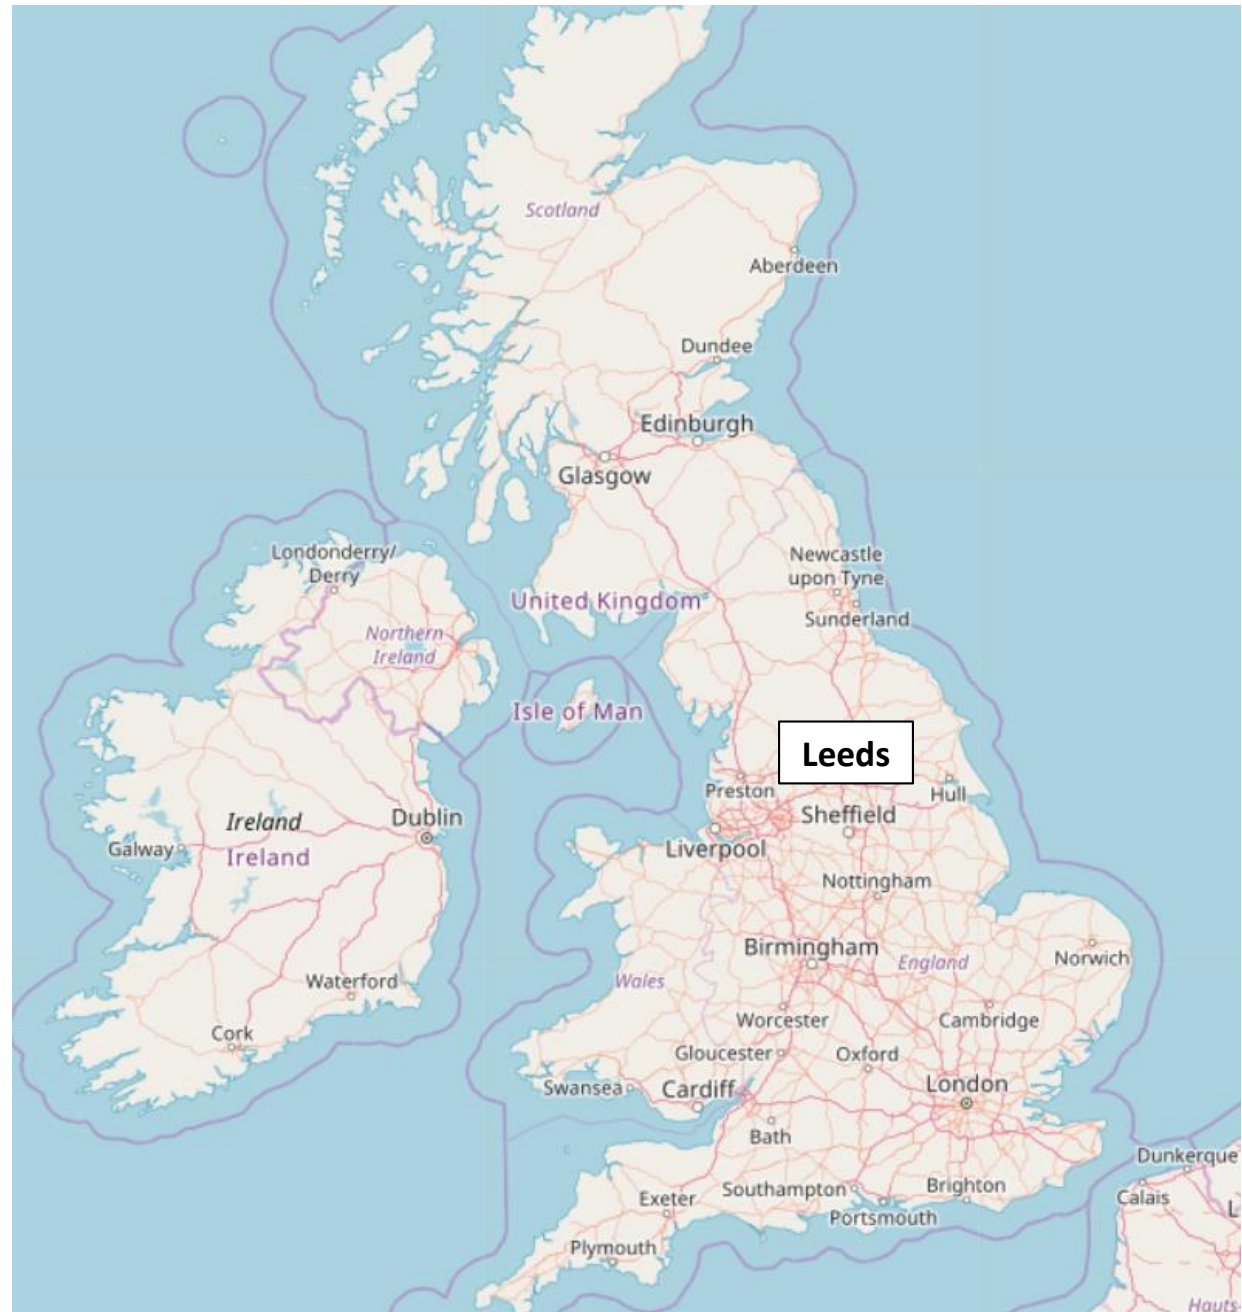 Scotland
Aberdeen
Dundee
Edinburgh
Glasgow
Londonderry/
Derry
Newcastle
upon Tyne
United Kingdom
Sunderland
Northern
Ireland
Isle of Man
Leeds
Preston
Hull
Sheffield
Dublin
Ireland
Galway
Ireland
Liverpool
Nottingham
Birmingham
Norwich
England
Wales
Waterford
Worcester
Cambridge
Cork
Gloucester
Oxford
Swansea
Cardiff
London
Bath
Dunkerque
Southampton
Brighton
Exeter
Calais
L
Portsmouth
Plymouth
Hauts